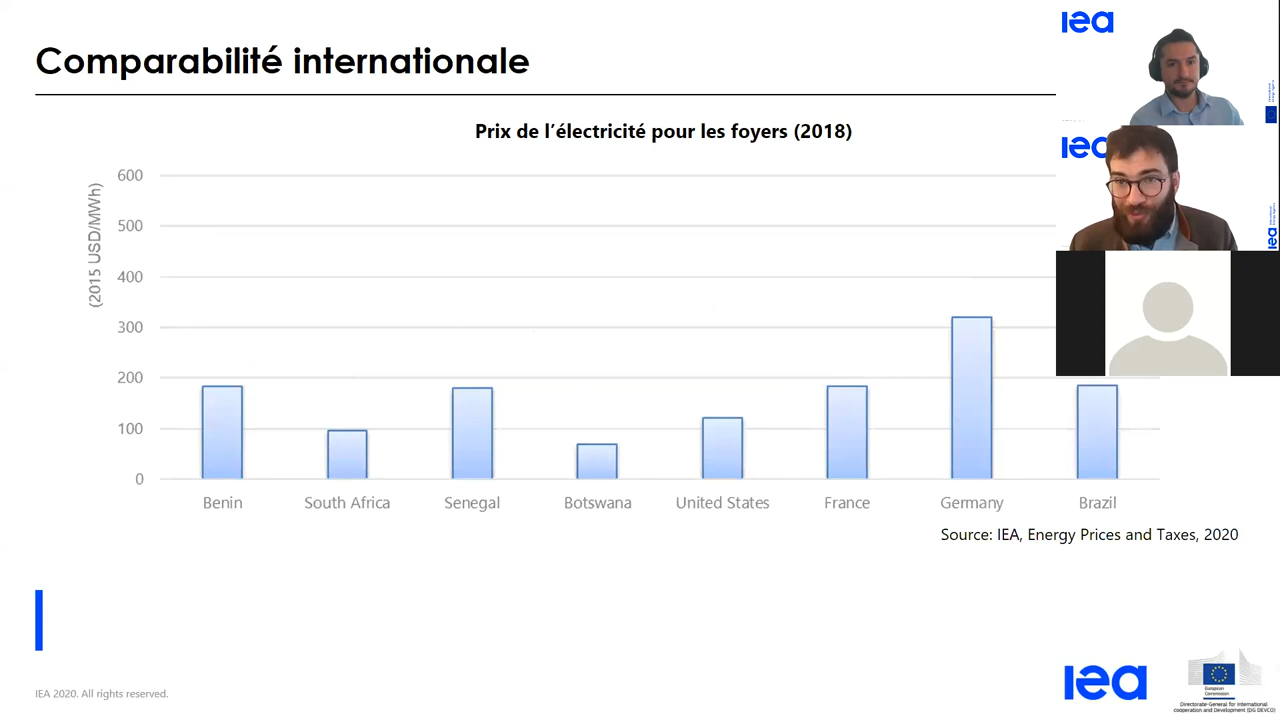 Comparabilité internationale
Prix de l’électricité pour les foyers (2018)
(2015 USD/MWh)
600
500
400
300
200
100
0
Benin South Africa Senegal Botswana United States France Germany Brazil
Source: IEA, Energy Prices and Taxes, 2020
IEA 2020. All rights reserved.
iea
iea
iea
iea
European
Commission
Directorate-General for International
cooperation and Development (DG DEVCO)